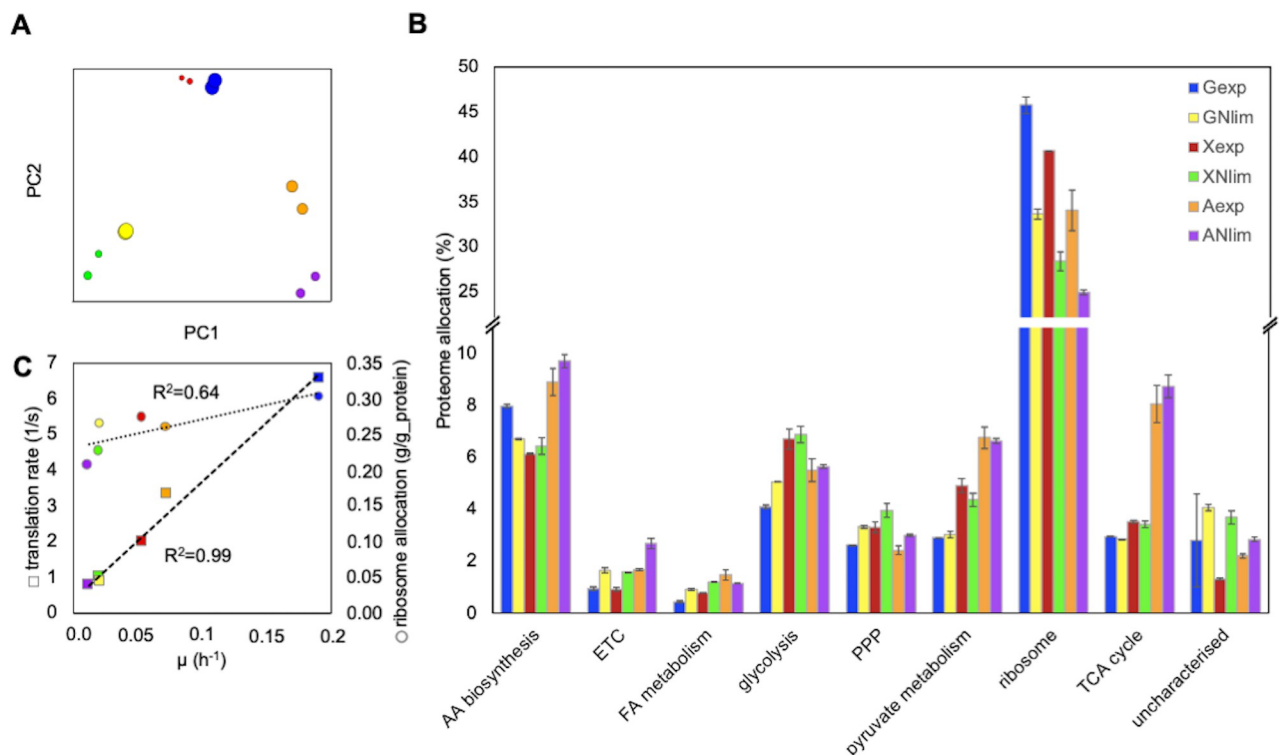 A
PC2
PC1
B
Proteome allocation (%)
50
45
40
35
30
25
10
8
6
4
2
0
Gexp
GNlim
Xexp
XNlim
Aexp
ANlim
AA biosynthesis
ETC
FA metabolism
glycolysis
PPP
pyruvate metabolism
ribosome
TCA cycle
uncharacterised
C
□ translation rate (1/s)
7
6
5
4
3
2
1
0
R²=0.64
R²=0.99
0.35
0.30
0.25
0.20
0.15
0.10
0.05
0.00
○ ribosome allocation (g/g_protein)
0.0 0.05 0.1 0.15 0.2
μ (h⁻¹)